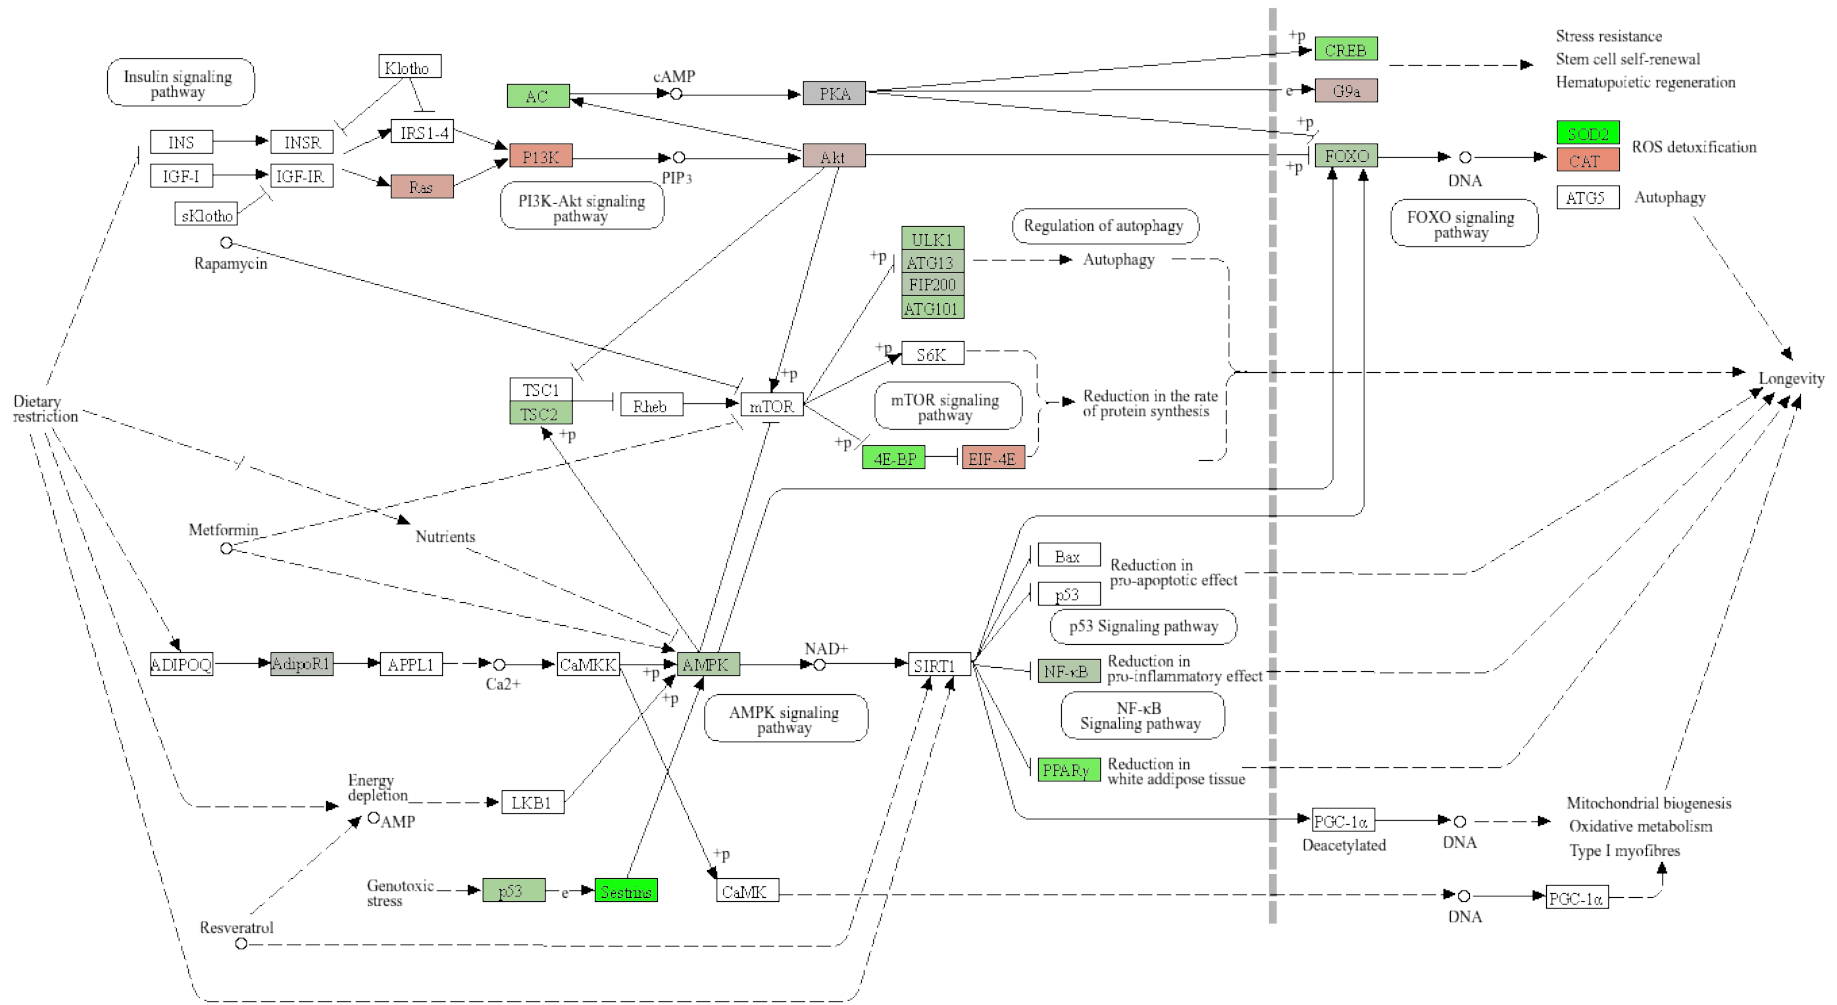 Insulin signaling
pathway
Klotho
INS
INSR
IRS1-4
IGF-I
IGF-IR
Ras
sKlotho
Rapamycin
AC
cAMP
PKA
P13K
PIP3
Akt
PI3K-Akt signaling
pathway
+p
CREB
e
G9a
+p
+p
FOXO
DNA
SOD2
CAT
ROS detoxification
ATG5
Autophagy
FOXO signaling
pathway
Stress resistance
Stem cell self-renewal
Hematopoietic regeneration
+p
ULK1
ATG13
FIP200
ATG101
Regulation of autophagy
Autophagy
TSC1
TSC2
+p
Rheb
mTOR
+p
+p
S6K
mTOR signaling
pathway
+p
4E-BP
EIF-4E
Reduction in the rate
of protein synthesis
Longevity
Dietary
restriction
Metformin
Nutrients
ADIPOQ
AdipoR1
APPL1
Ca2+
CaMKK
+p
+p
AMPK
NAD+
SIRT1
AMPK signaling
pathway
Bax
p53
Reduction in
pro-apoptotic effect
p53 Signaling pathway
NF-κB
Reduction in
pro-inflammatory effect
NF-κB
Signaling pathway
PPARγ
Reduction in
white addipose tissue
Energy
depletion
AMP
LKB1
Genotoxic
stress
p53
e
Sestrins
+p
CaMK
Resveratrol
PGC-1α
Deacetylated
DNA
Mitochondrial biogenesis
Oxidative metabolism
Type I myofibres
DNA
PGC-1α